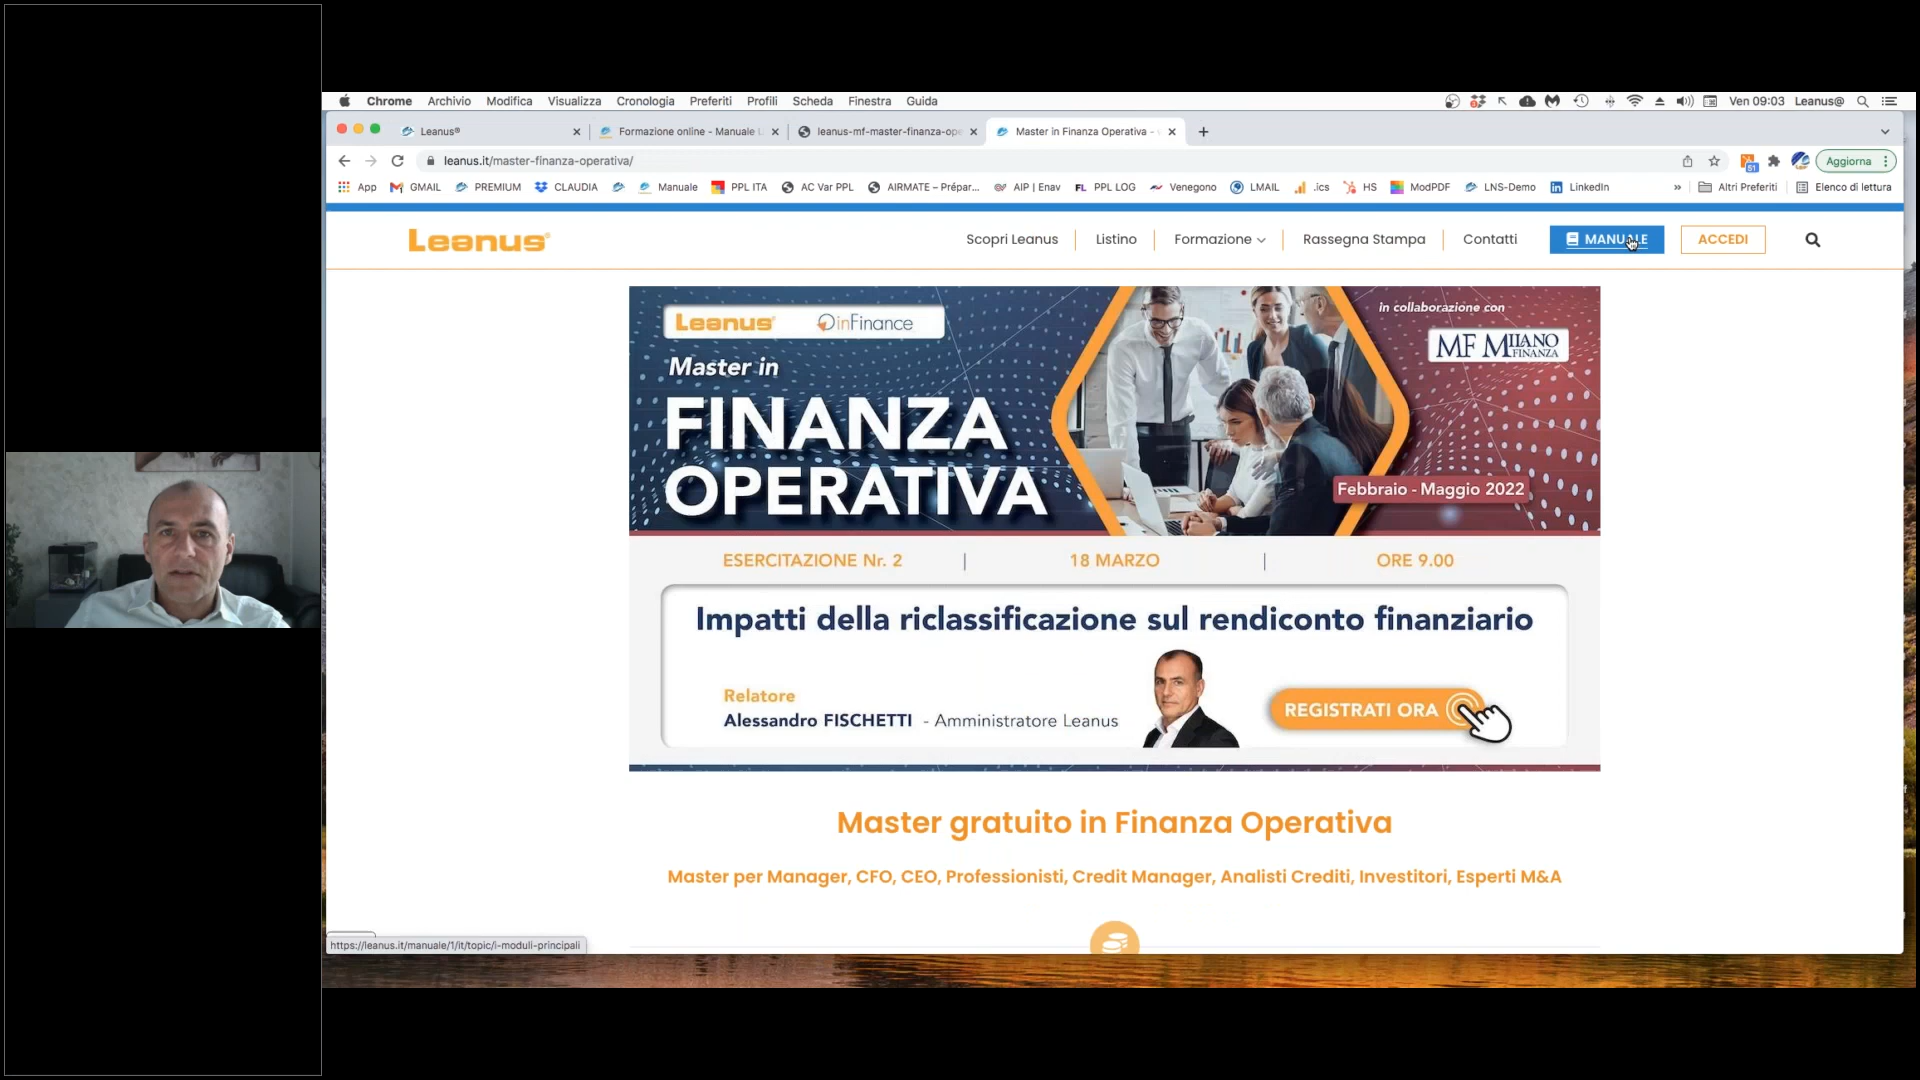 Chrome Archivio Modifica Visualizza Cronologia Preferiti Profili Scheda Finestra Guida Ven 09:03 Leanus@
Leanus® Formazione online - Manuale L leanus-mf-master-finanza-ope Master in Finanza Operativa -
leanus.it/master-finanza-operativa/ 51 Aggiorna
App GMAIL PREMIUM CLAUDIA Manuale PPL ITA AC Var PPL AIRMATE – Prépar... AIP | Enav FL PPL LOG Venegono LMAIL .ics HS ModPDF LNS-Demo LinkedIn » Altri Preferiti Elenco di lettura
Leanus® Scopri Leanus Listino Formazione Rassegna Stampa Contatti MANUALE ACCEDI
Leanus® inFinance
in collaborazione con
MF MILANO FINANZA
Master in
FINANZA
OPERATIVA
Febbraio - Maggio 2022
ESERCITAZIONE Nr. 2 | 18 MARZO | ORE 9.00
Impatti della riclassificazione sul rendiconto finanziario
Relatore
Alessandro FISCHETTI - Amministratore Leanus
REGISTRATI ORA
Master gratuito in Finanza Operativa
Master per Manager, CFO, CEO, Professionisti, Credit Manager, Analisti Crediti, Investitori, Esperti M&A
https://leanus.it/manuale/1/it/topic/i-moduli-principali